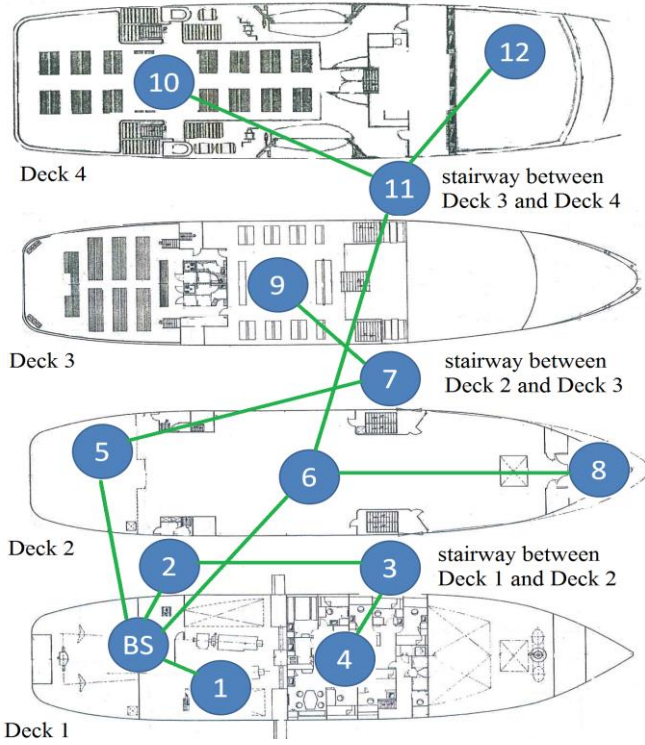 10
12
Deck 4
11
stairway between
Deck 3 and Deck 4
9
Deck 3
7
stairway between
Deck 2 and Deck 3
5
6
8
Deck 2
2
3
stairway between
Deck 1 and Deck 2
BS
1
4
Deck 1